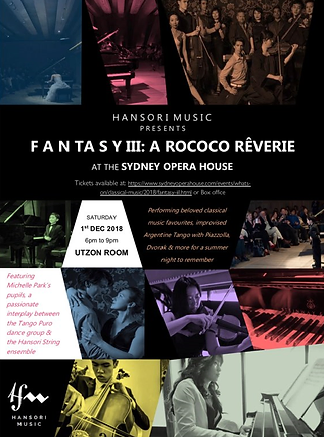 HANSORI MUSIC
PRESENTS
FANTASY III: A ROCOCO RÊVERIE
AT THE SYDNEY OPERA HOUSE
Tickets available at: https://www.sydneyoperahouse.com/events/whats-
on/classical-music/2018/fantasy-iii.html or Box office
SATURDAY
1ST DEC 2018
6pm to 9pm
UTZON ROOM
Performing beloved classical
music favourites, improvised
Argentine Tango with Piazzolla,
Dvorak & more for a summer
night to remember
Featuring
Michelle Park's
pupils, a
passionate
interplay between
the Tango Puro
dance group &
the Hansori String
ensemble
HANSORI
MUSIC